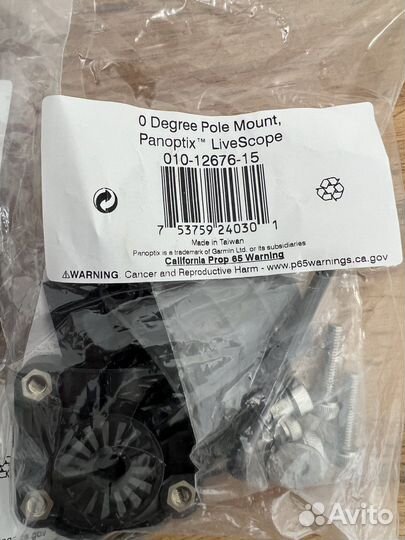 0 Degree Pole Mount,
Panoptix™ LiveScope
010-12676-15
7 53759 24030 1
Made in Taiwan
Panoptix is a trademark of Garmin Ltd. or its subsidiaries
California Prop 65 Warning
⚠WARNING Cancer and Reproductive Harm - www.p65warnings.ca.gov
Avito